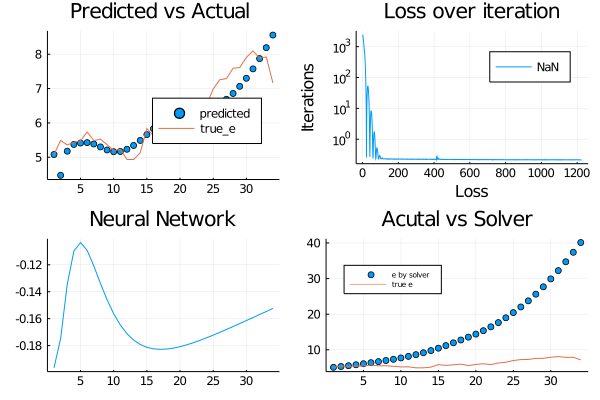 Predicted vs Actual
8
7
6
5
predicted
true_e
5 10 15 20 25 30
Loss over iteration
Iterations
10³
10²
10¹
10⁰
NaN
0 200 400 600 800 1000 1200
Loss
Neural Network
-0.12
-0.14
-0.16
-0.18
5 10 15 20 25 30
Acutal vs Solver
40
30
20
10
e by solver
true e
5 10 15 20 25 30